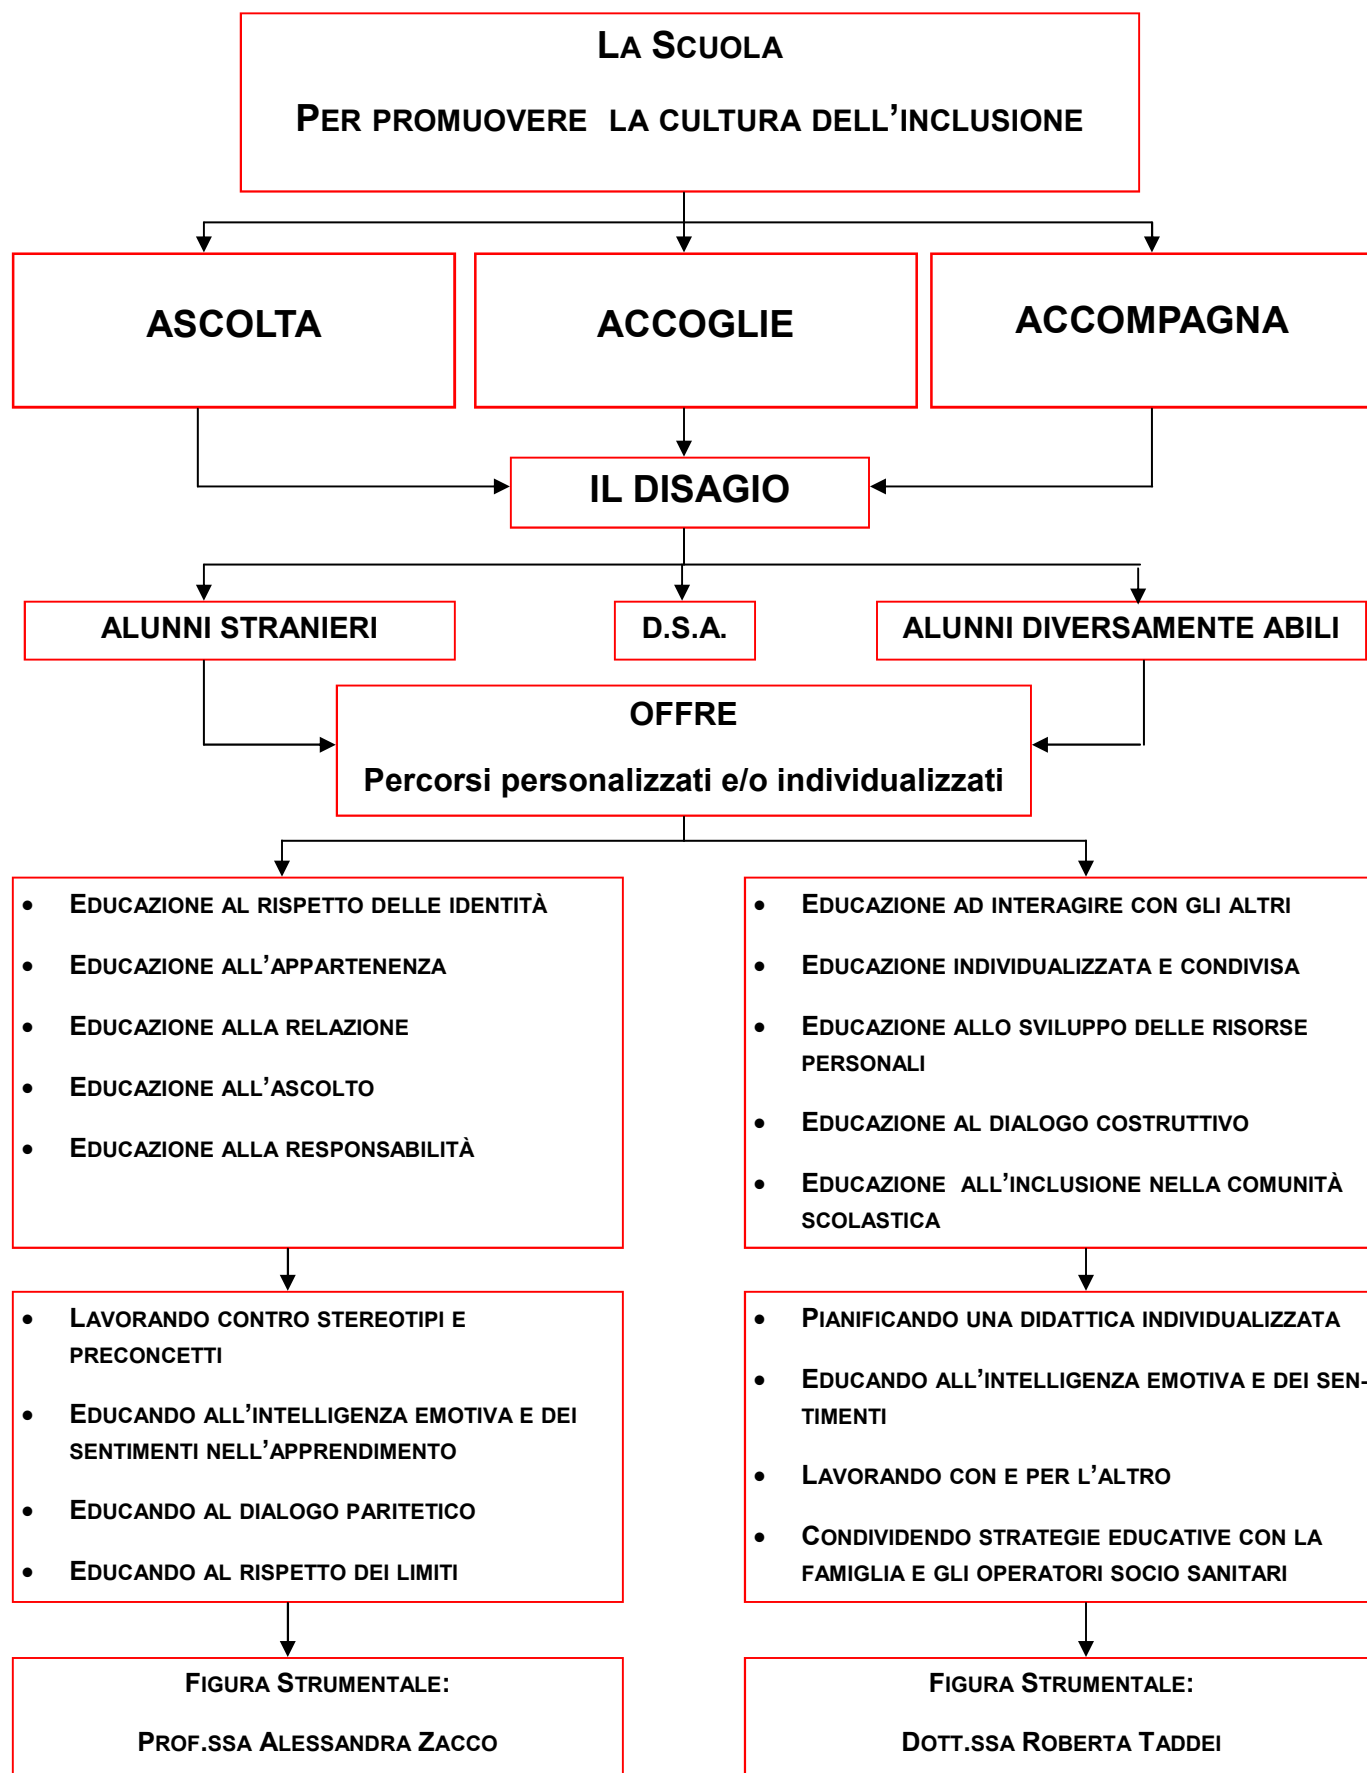 LA SCUOLA
PER PROMUOVERE LA CULTURA DELL’INCLUSIONE
ASCOLTA
ACCOGLIE
ACCOMPAGNA
IL DISAGIO
ALUNNI STRANIERI
D.S.A.
ALUNNI DIVERSAMENTE ABILI
OFFRE
Percorsi personalizzati e/o individualizzati
• EDUCAZIONE AL RISPETTO DELLE IDENTITÀ
• EDUCAZIONE ALL’APPARTENENZA
• EDUCAZIONE ALLA RELAZIONE
• EDUCAZIONE ALL’ASCOLTO
• EDUCAZIONE ALLA RESPONSABILITÀ
• EDUCAZIONE AD INTERAGIRE CON GLI ALTRI
• EDUCAZIONE INDIVIDUALIZZATA E CONDIVISA
• EDUCAZIONE ALLO SVILUPPO DELLE RISORSE
PERSONALI
• EDUCAZIONE AL DIALOGO COSTRUTTIVO
• EDUCAZIONE ALL’INCLUSIONE NELLA COMUNITÀ
SCOLASTICA
• LAVORANDO CONTRO STEREOTIPI E
PRECONCETTI
• EDUCANDO ALL’INTELLIGENZA EMOTIVA E DEI
SENTIMENTI NELL’APPRENDIMENTO
• EDUCANDO AL DIALOGO PARITETICO
• EDUCANDO AL RISPETTO DEI LIMITI
• PIANIFICANDO UNA DIDATTICA INDIVIDUALIZZATA
• EDUCANDO ALL’INTELLIGENZA EMOTIVA E DEI SEN-
TIMENTI
• LAVORANDO CON E PER L’ALTRO
• CONDIVIDENDO STRATEGIE EDUCATIVE CON LA
FAMIGLIA E GLI OPERATORI SOCIO SANITARI
FIGURA STRUMENTALE:
PROF.SSA ALESSANDRA ZACCO
FIGURA STRUMENTALE:
DOTT.SSA ROBERTA TADDEI